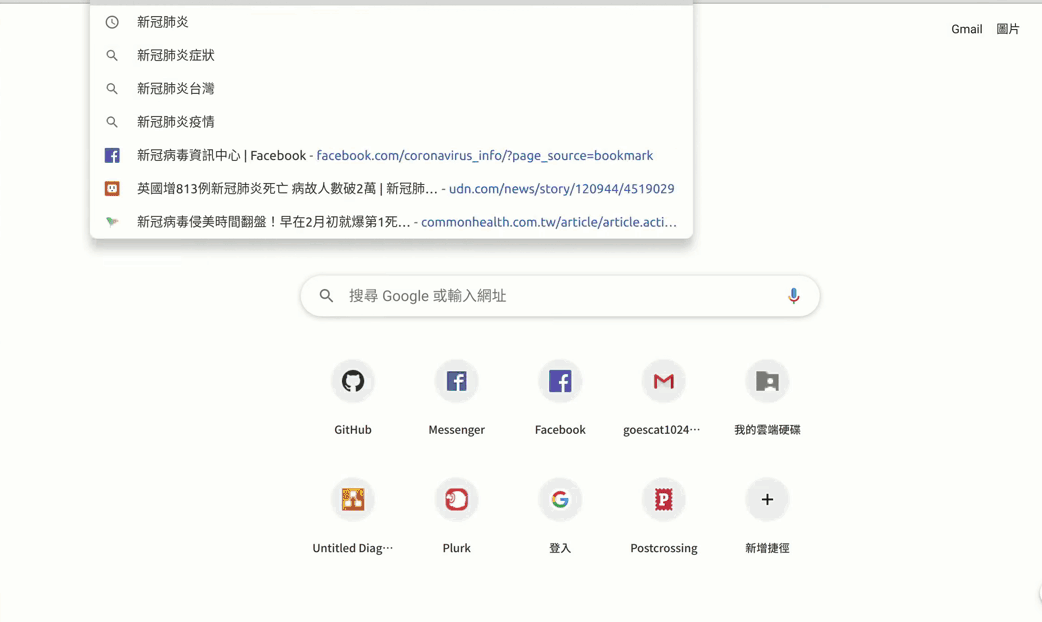 新冠肺炎
新冠肺炎症狀
新冠肺炎台灣
新冠肺炎疫情
新冠病毒資訊中心 | Facebook - facebook.com/coronavirus_info/?page_source=bookmark
英國增813例新冠肺炎死亡 病故人數破2萬 | 新冠肺… - udn.com/news/story/120944/4519029
新冠病毒侵美時間翻盤！早在2月初就爆第1死… - commonhealth.com.tw/article/article.acti…
Gmail 圖片
搜尋 Google 或輸入網址
GitHub Messenger Facebook goescat1024… 我的雲端硬碟
Untitled Diag… Plurk 登入 Postcrossing 新增捷徑